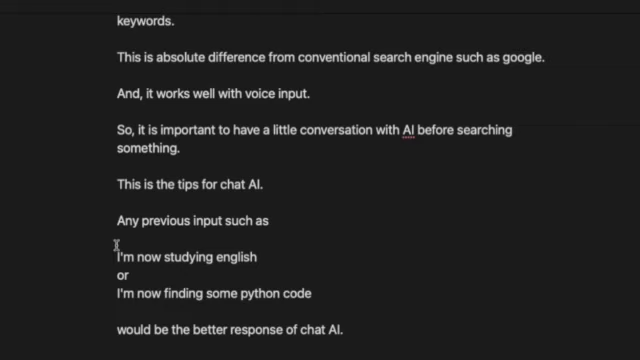 keywords.
This is absolute difference from conventional search engine such as google.
And, it works well with voice input.
So, it is important to have a little conversation with AI before searching
something.
This is the tips for chat AI.
Any previous input such as
I'm now studying english
or
I'm now finding some python code
would be the better response of chat AI.